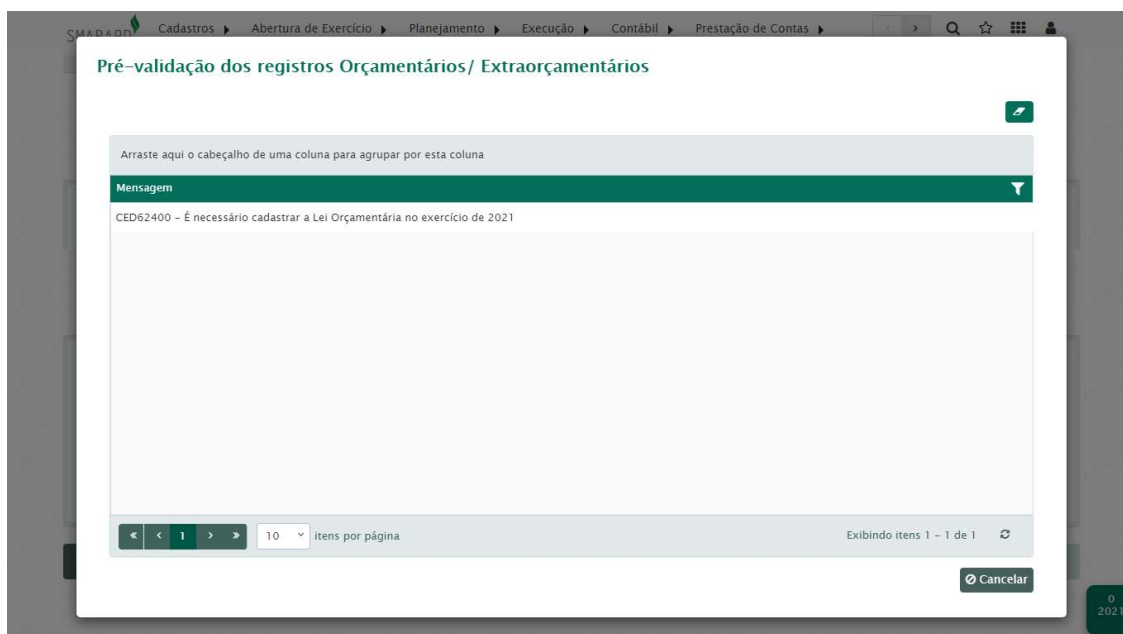 SMARAPD
Cadastros Abertura de Exercício Planejamento Execução Contábil Prestação de Contas
Pré-validação dos registros Orçamentários/ Extraorçamentários
Arraste aqui o cabeçalho de uma coluna para agrupar por esta coluna
Mensagem
CED62400 - É necessário cadastrar a Lei Orçamentária no exercício de 2021
1 10 itens por página Exibindo itens 1 - 1 de 1
Cancelar
0
2021